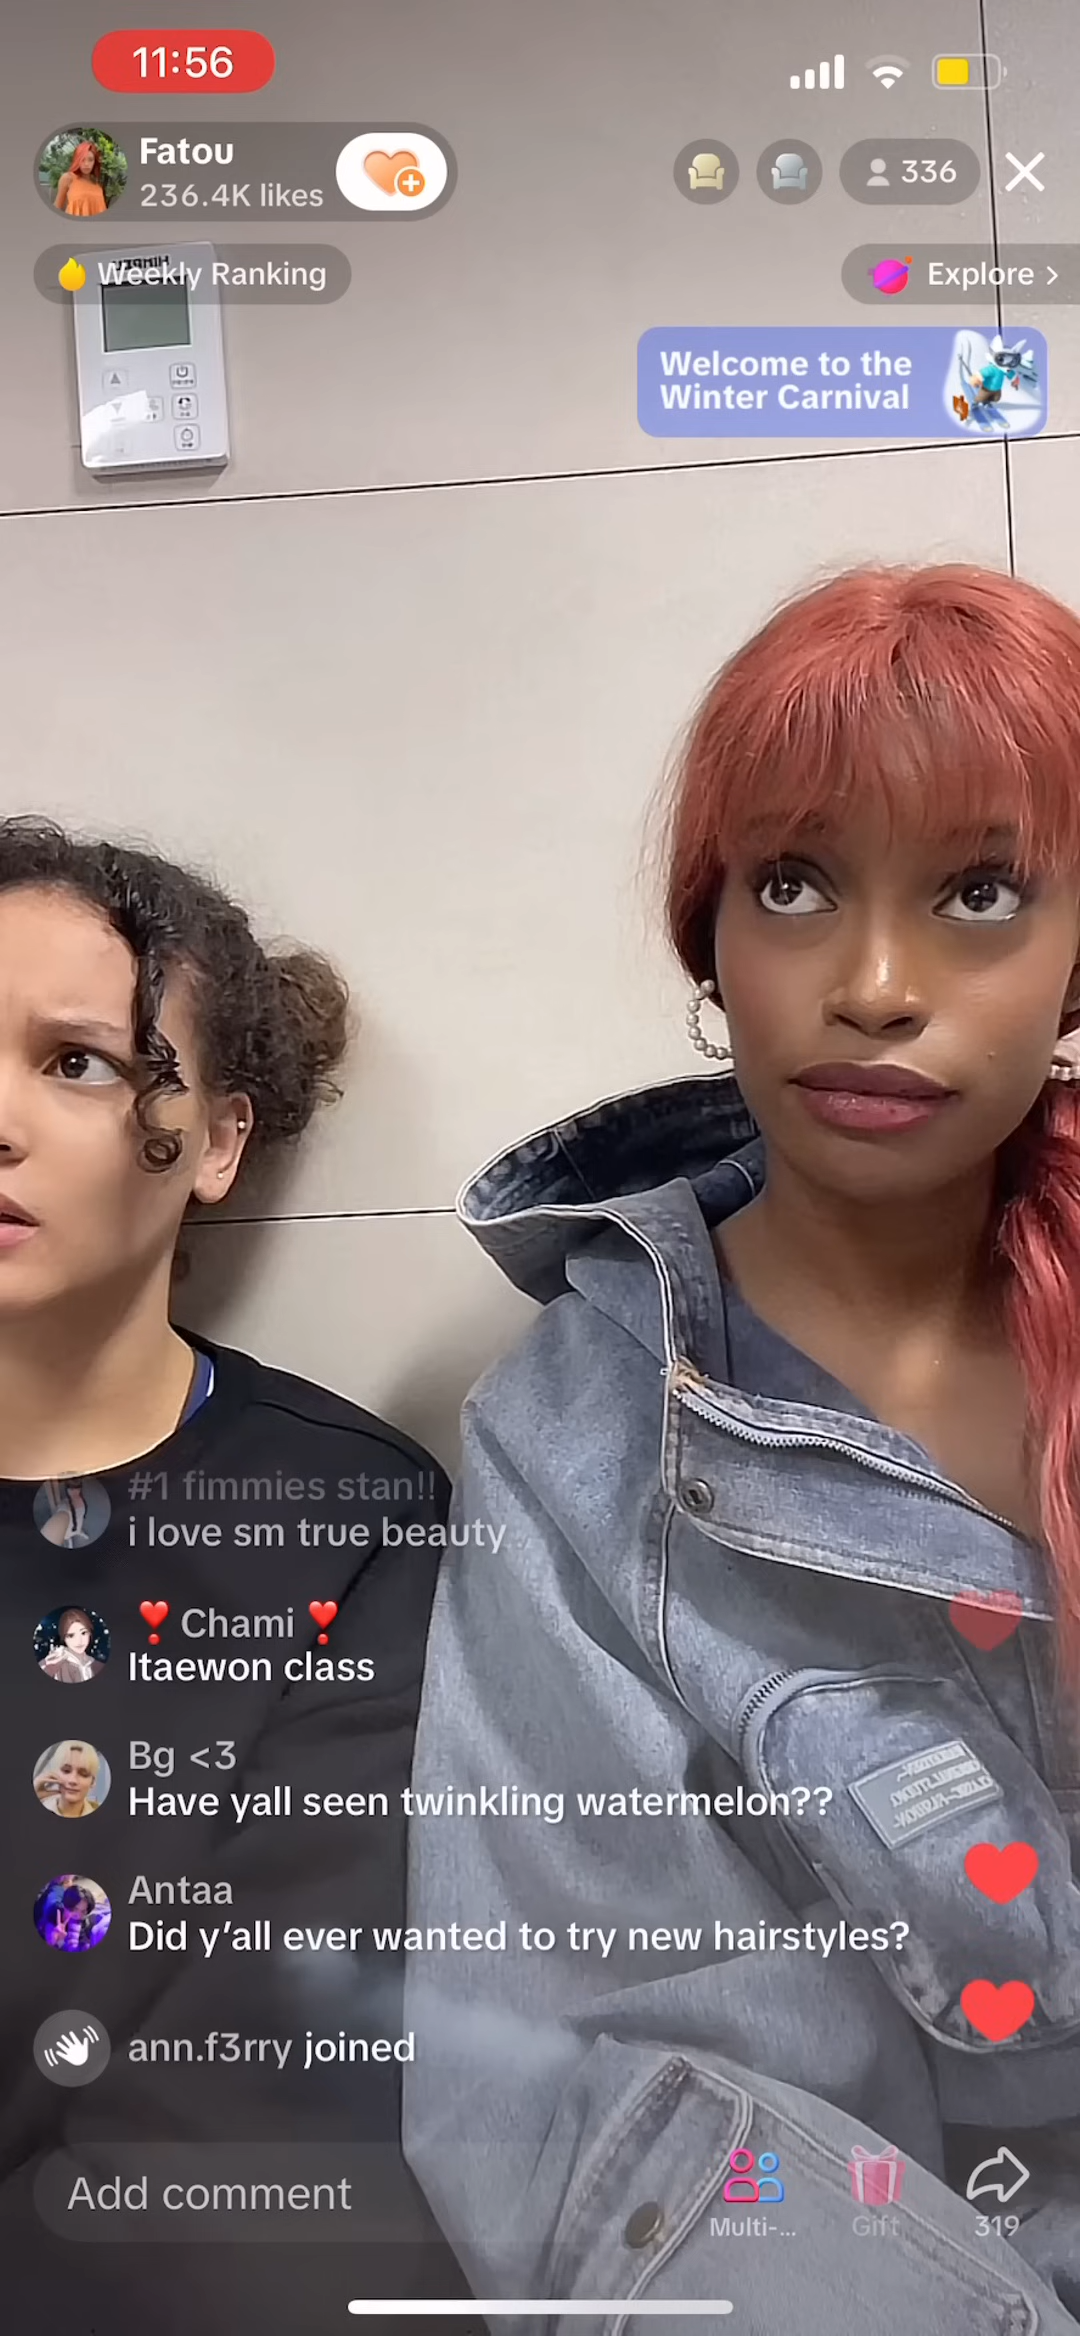 11:56
Fatou
236.4K likes
336
Weekly Ranking
Explore >
Welcome to the
Winter Carnival
#1 fimmies stan!!
i love sm true beauty
❣️ Chami ❣️
Itaewon class
Bg <3
Have yall seen twinkling watermelon??
Antaa
Did y’all ever wanted to try new hairstyles?
ann.f3rry joined
Add comment
Multi-...
Gift
319